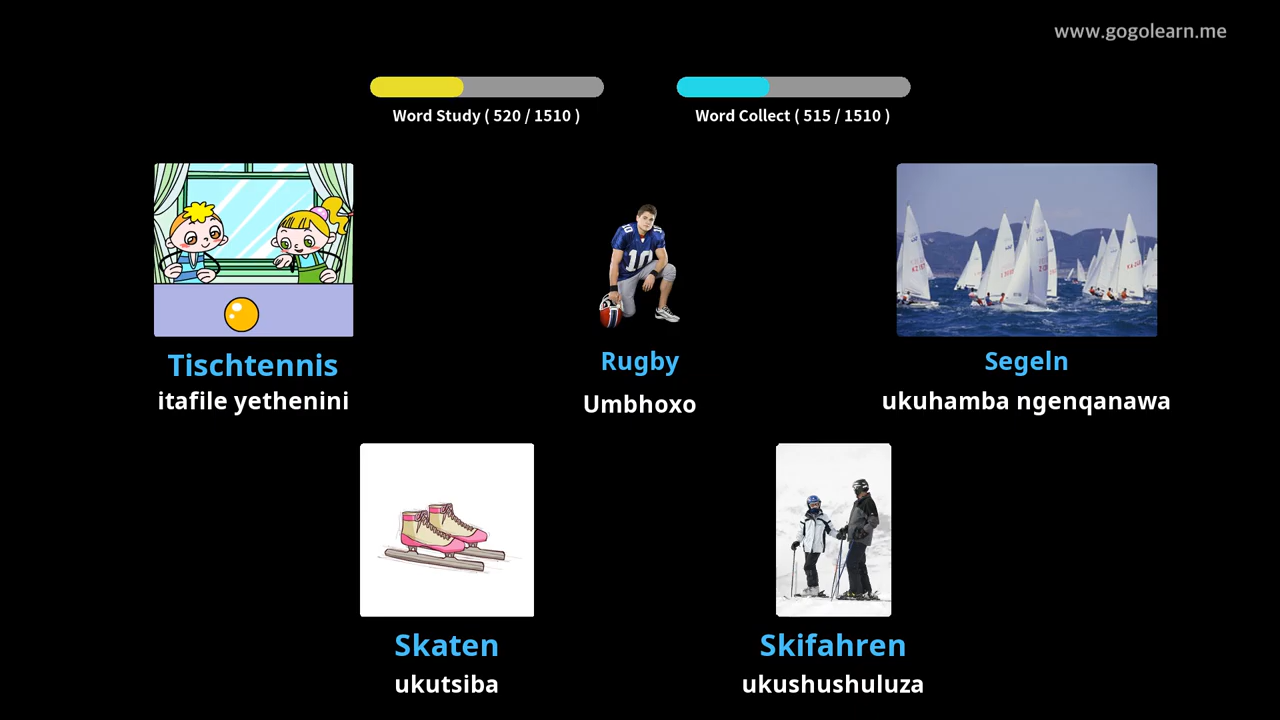 www.gogolearn.me
Word Study ( 520 / 1510 )
Word Collect ( 515 / 1510 )
Tischtennis
itafile yethenini
Rugby
Umbhoxo
Segeln
ukuhamba ngenqanawa
Skaten
ukutsiba
Skifahren
ukushushuluza